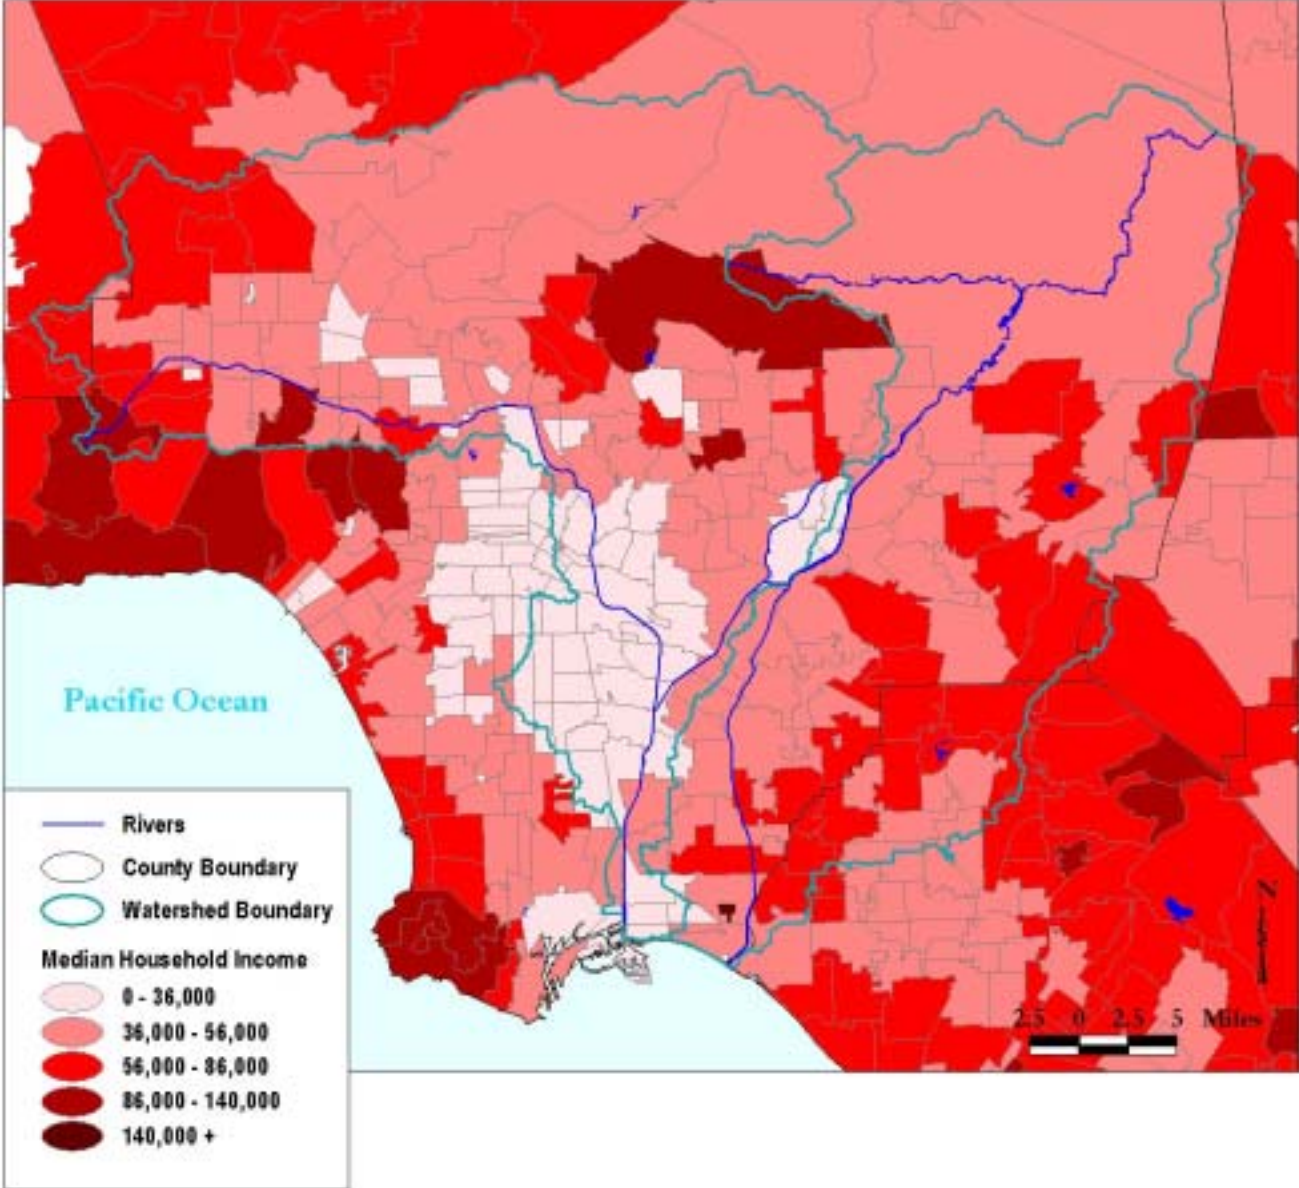 Pacific Ocean
Rivers
County Boundary
Watershed Boundary
Median Household Income
0 - 36,000
36,000 - 56,000
56,000 - 86,000
86,000 - 140,000
140,000 +
N
2.5 0 2.5 5 Miles